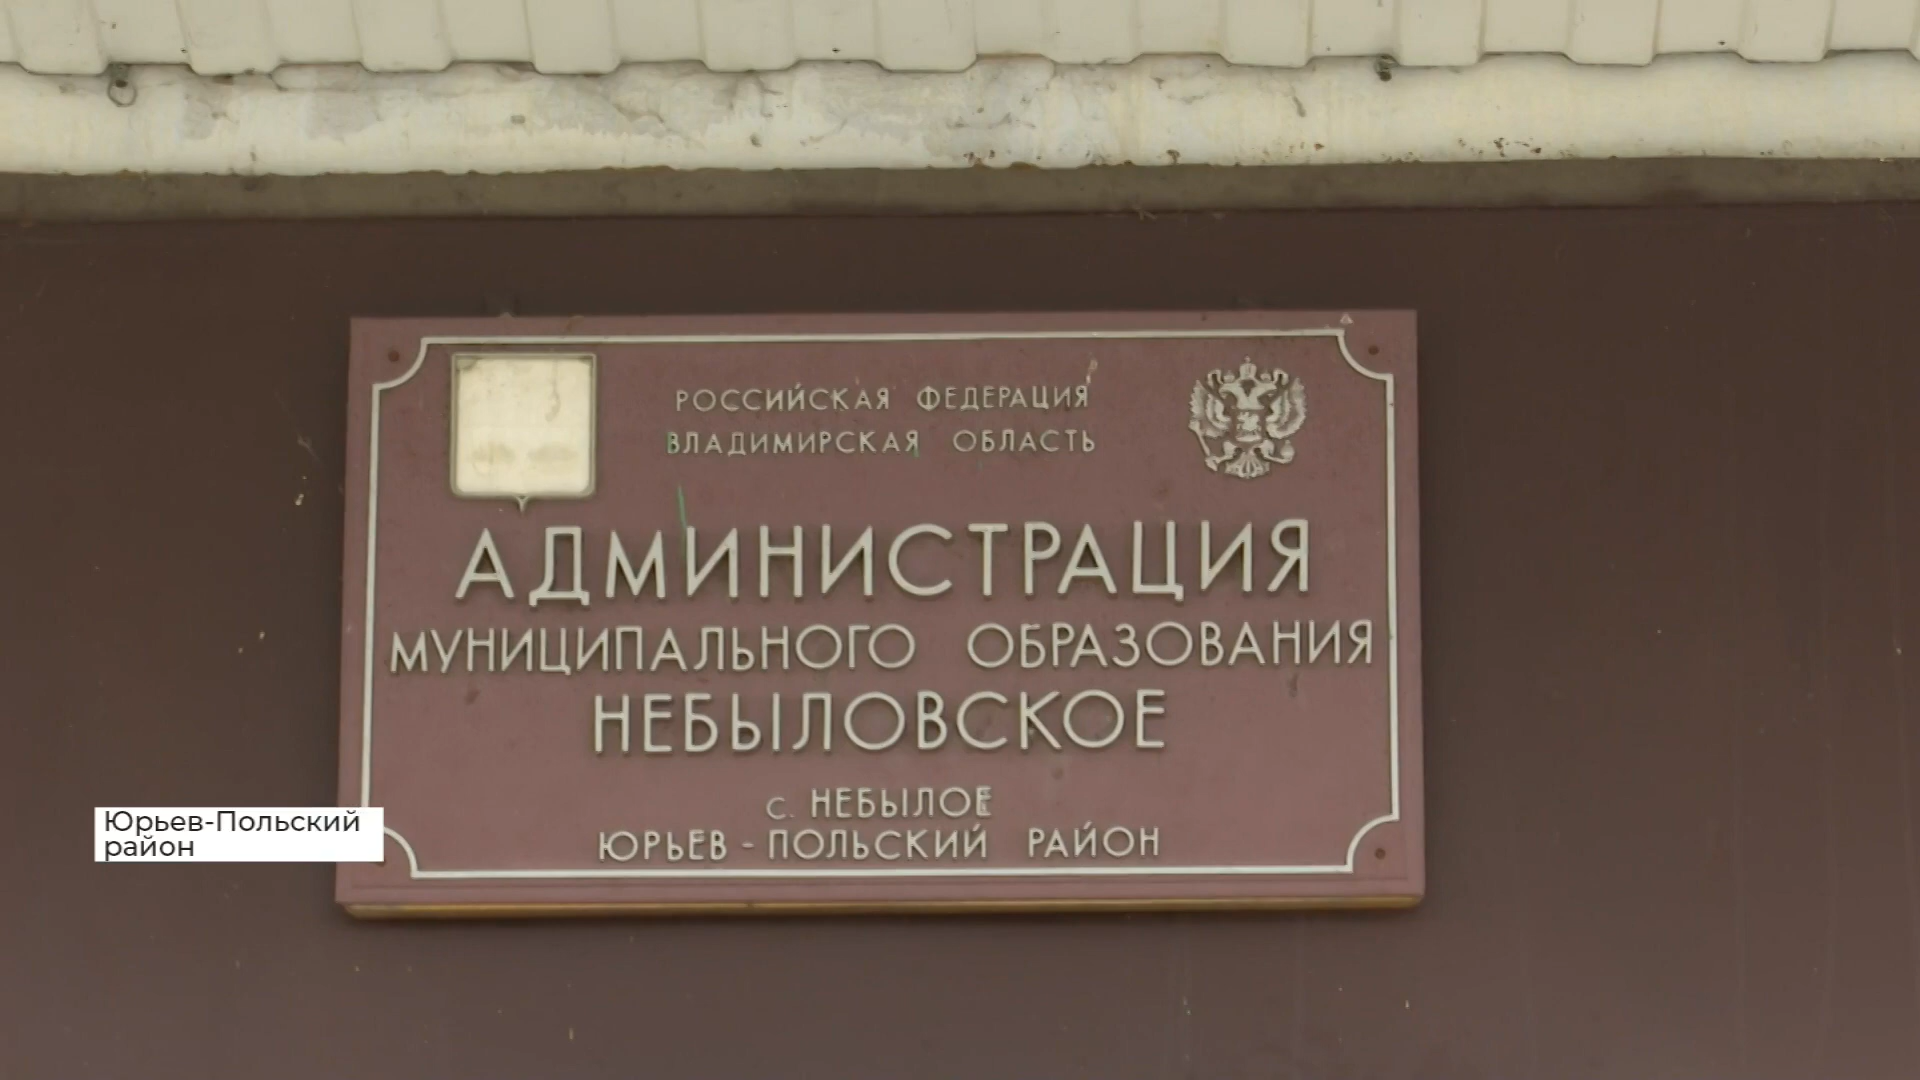 РОССИЙСКАЯ ФЕДЕРАЦИЯ
ВЛАДИМИРСКАЯ ОБЛАСТЬ
АДМИНИСТРАЦИЯ
МУНИЦИПАЛЬНОГО ОБРАЗОВАНИЯ
НЕБЫЛОВСКОЕ
с. НЕБЫЛОЕ
ЮРЬЕВ - ПОЛЬСКИЙ РАЙОН
Юрьев-Польский
район